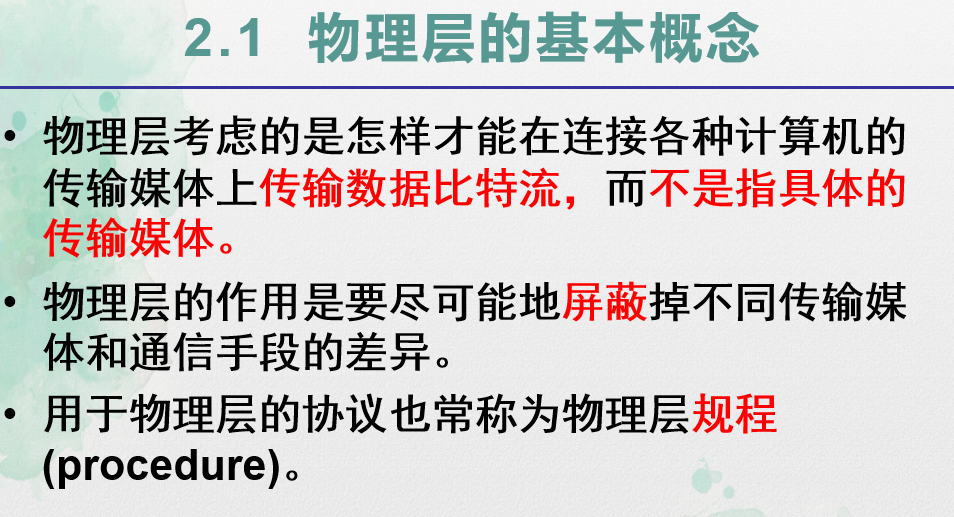 2.1 物理层的基本概念
• 物理层考虑的是怎样才能在连接各种计算机的
传输媒体上传输数据比特流，而不是指具体的
传输媒体。
• 物理层的作用是要尽可能地屏蔽掉不同传输媒
体和通信手段的差异。
• 用于物理层的协议也常称为物理层规程
(procedure)。